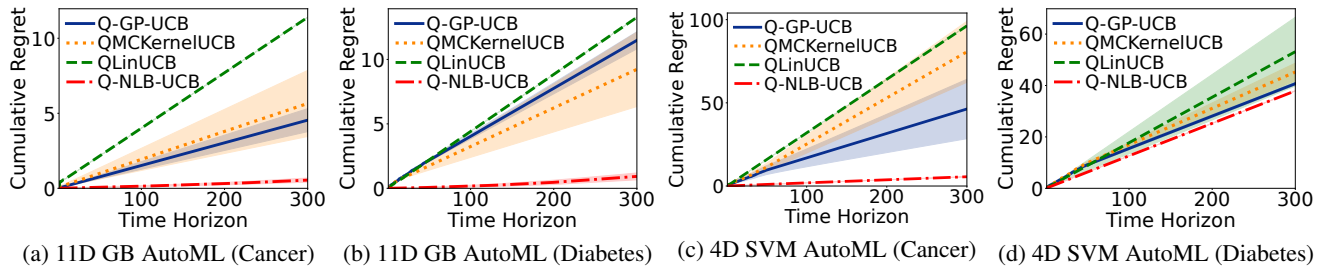 Cumulative Regret
10
5
0
Q-GP-UCB
QMCKernelUCB
QLinUCB
Q-NLB-UCB
100 200 300
Time Horizon
(a) 11D GB AutoML (Cancer)
Cumulative Regret
10
5
0
Q-GP-UCB
QMCKernelUCB
QLinUCB
Q-NLB-UCB
100 200 300
Time Horizon
(b) 11D GB AutoML (Diabetes)
Cumulative Regret
100
50
0
Q-GP-UCB
QMCKernelUCB
QLinUCB
Q-NLB-UCB
100 200 300
Time Horizon
(c) 4D SVM AutoML (Cancer)
Cumulative Regret
60
40
20
0
Q-GP-UCB
QMCKernelUCB
QLinUCB
Q-NLB-UCB
100 200 300
Time Horizon
(d) 4D SVM AutoML (Diabetes)